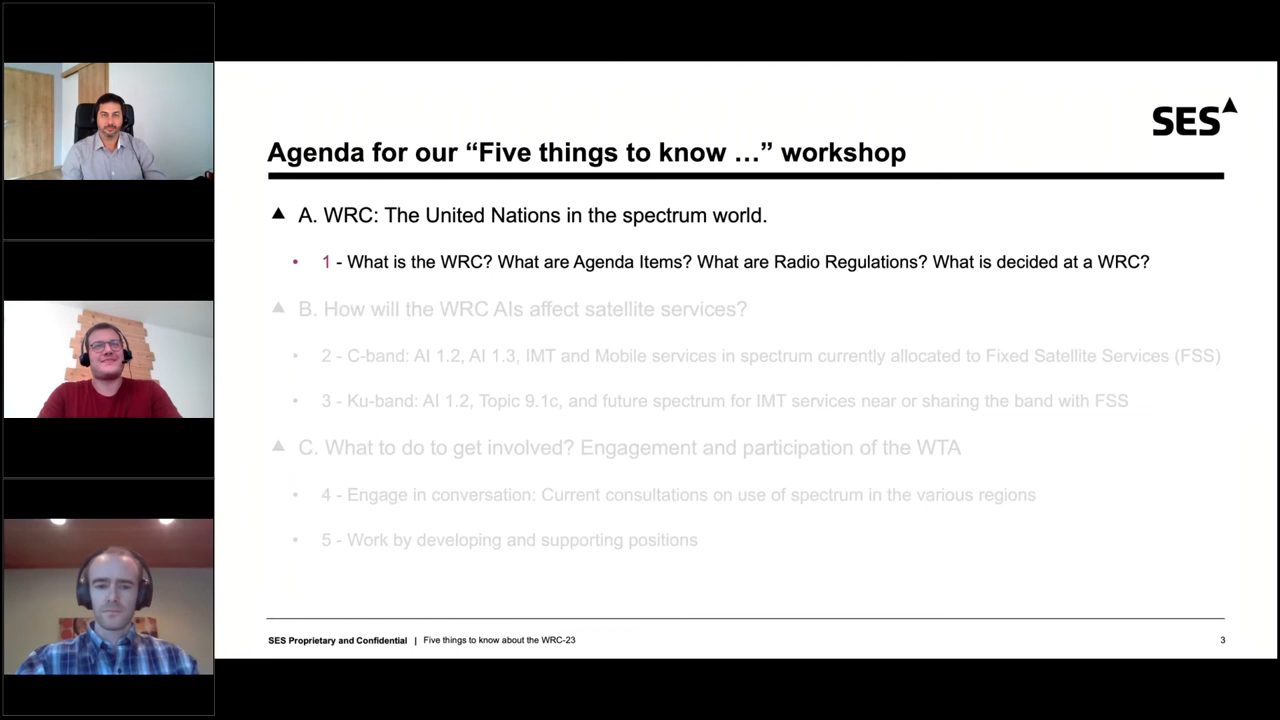 SES
Agenda for our “Five things to know …” workshop
A. WRC: The United Nations in the spectrum world.
• 1 - What is the WRC? What are Agenda Items? What are Radio Regulations? What is decided at a WRC?
B. How will the WRC AIs affect satellite services?
• 2 - C-band: AI 1.2, AI 1.3, IMT and Mobile services in spectrum currently allocated to Fixed Satellite Services (FSS)
• 3 - Ku-band: AI 1.2, Topic 9.1c, and future spectrum for IMT services near or sharing the band with FSS
C. What to do to get involved? Engagement and participation of the WTA
• 4 - Engage in conversation: Current consultations on use of spectrum in the various regions
• 5 - Work by developing and supporting positions
SES Proprietary and Confidential | Five things to know about the WRC-23 3